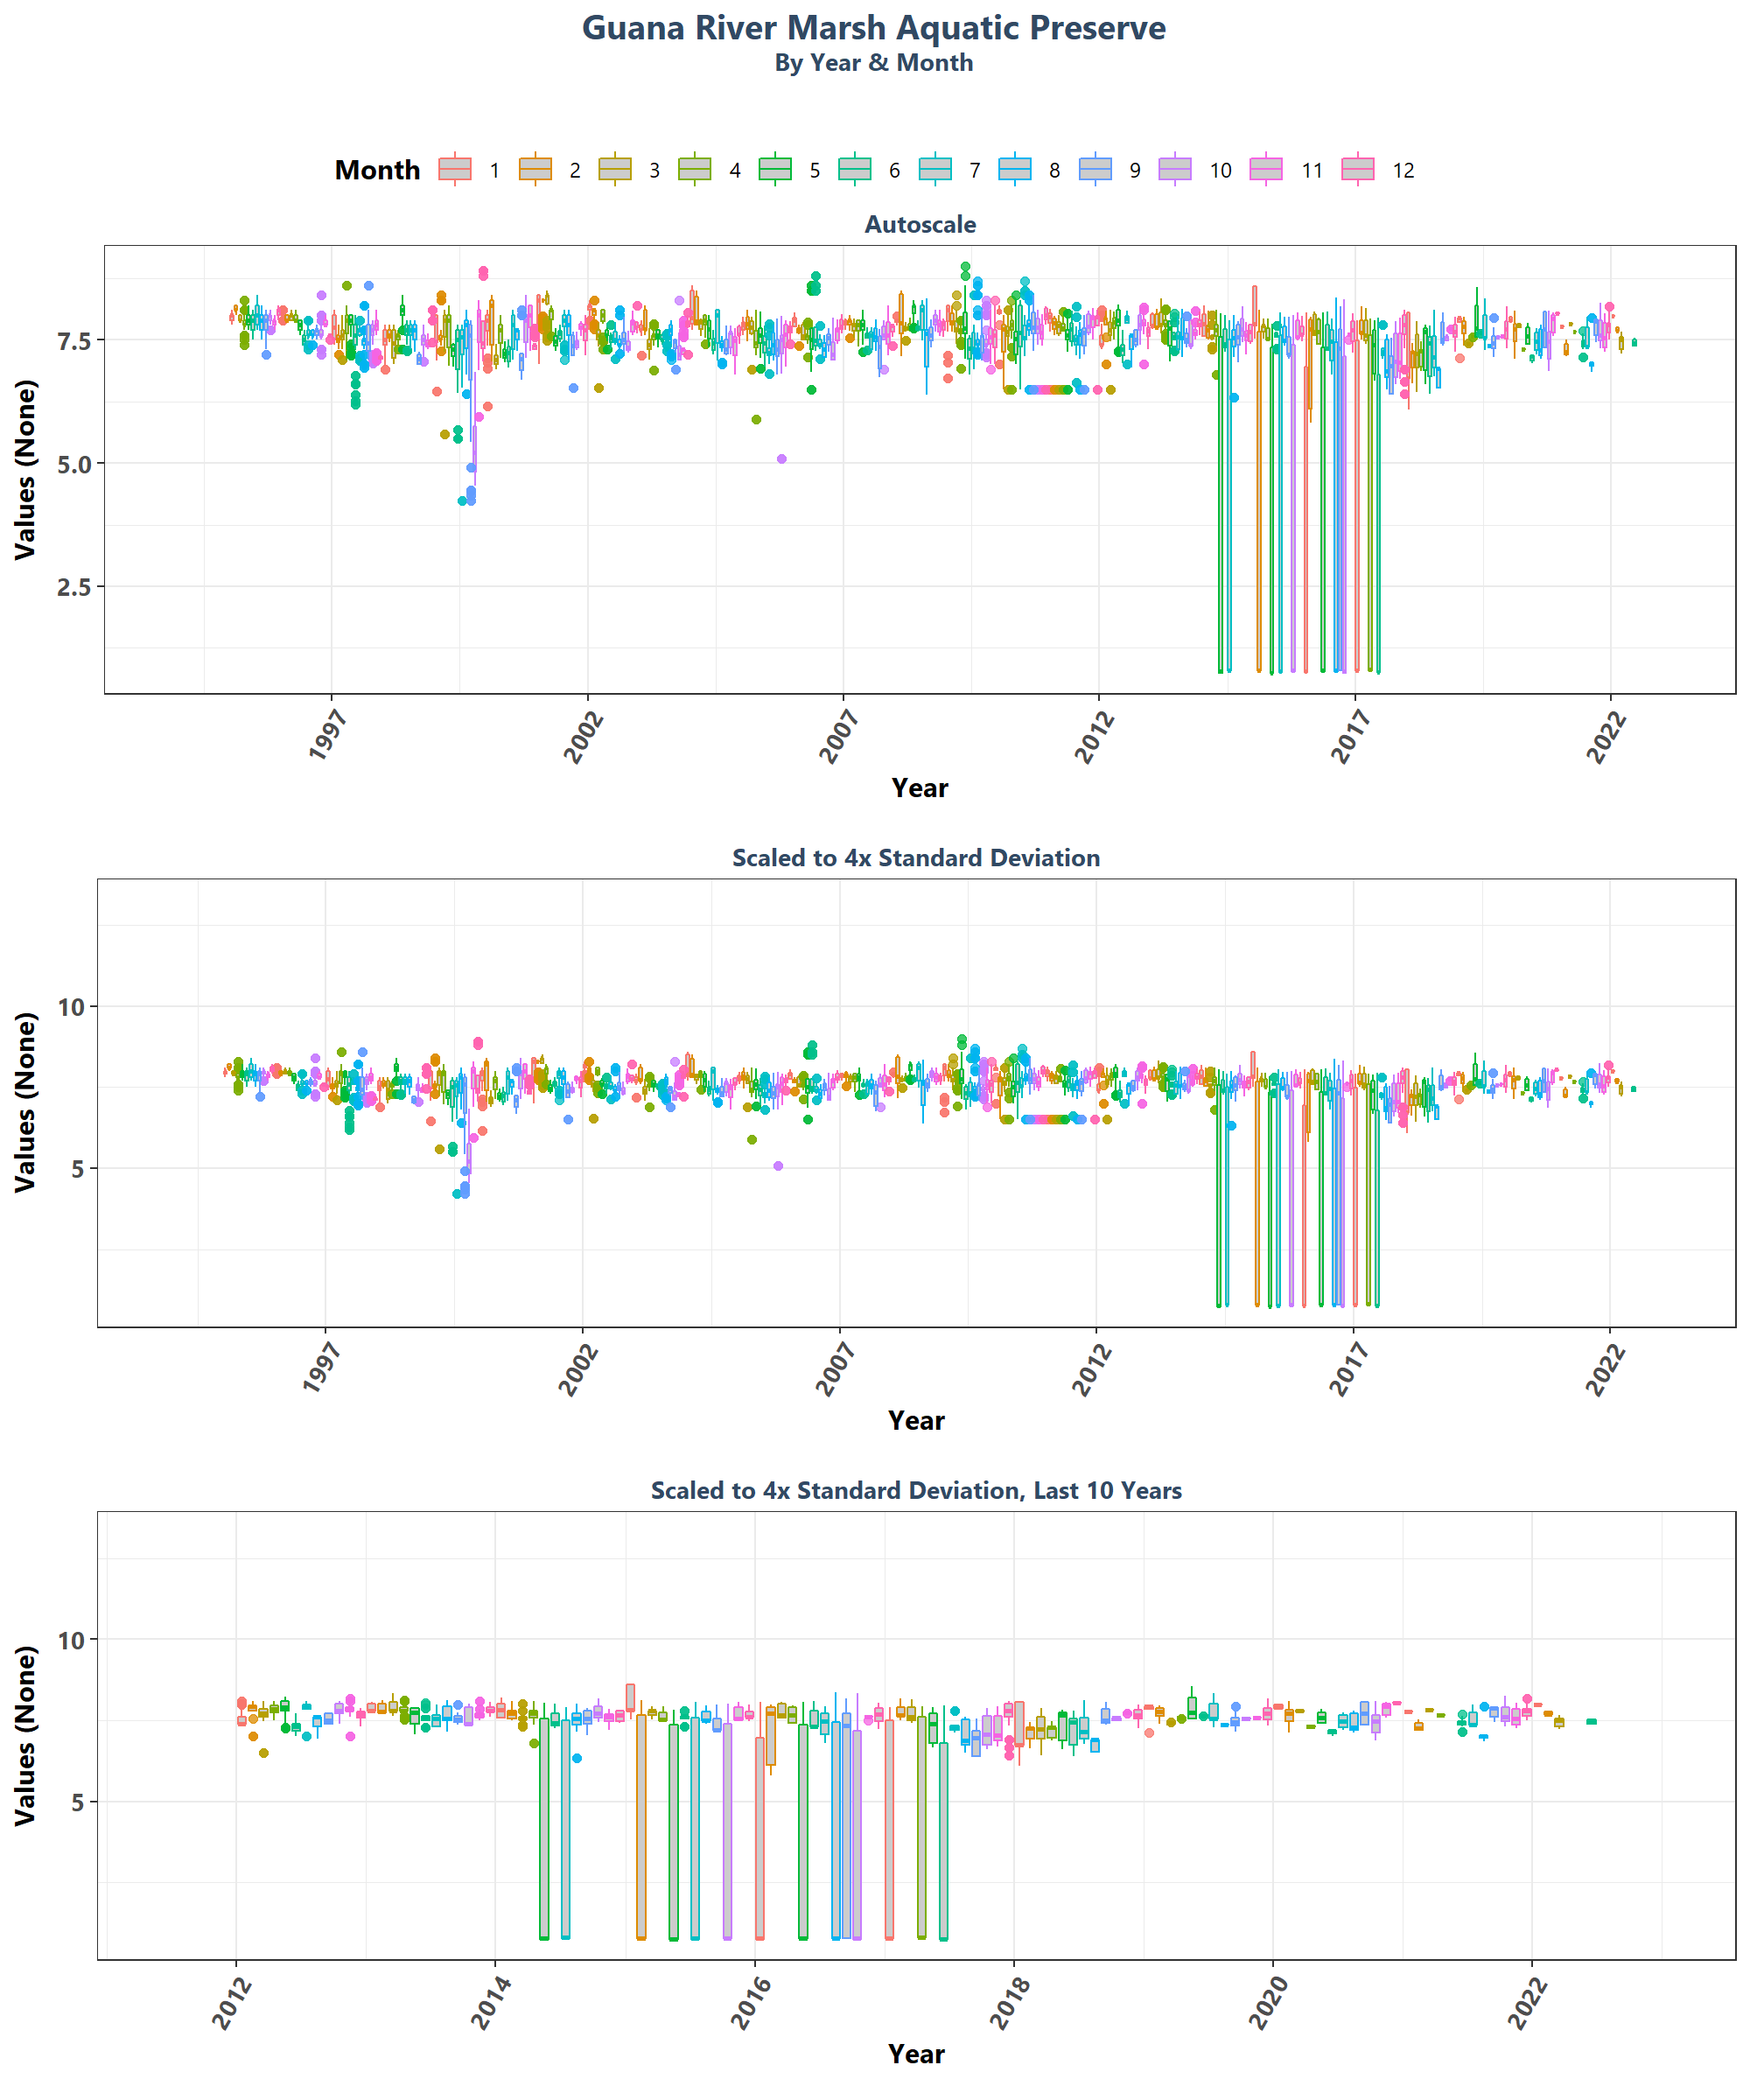 Guana River Marsh Aquatic Preserve
By Year & Month
Month 1 2 3 4 5 6 7 8 9 10 11 12
Autoscale
Values (None)
7.5
5.0
2.5
1997 2002 2007 2012 2017 2022
Year
Scaled to 4x Standard Deviation
Values (None)
10
5
1997 2002 2007 2012 2017 2022
Year
Scaled to 4x Standard Deviation, Last 10 Years
Values (None)
10
5
2012 2014 2016 2018 2020 2022
Year